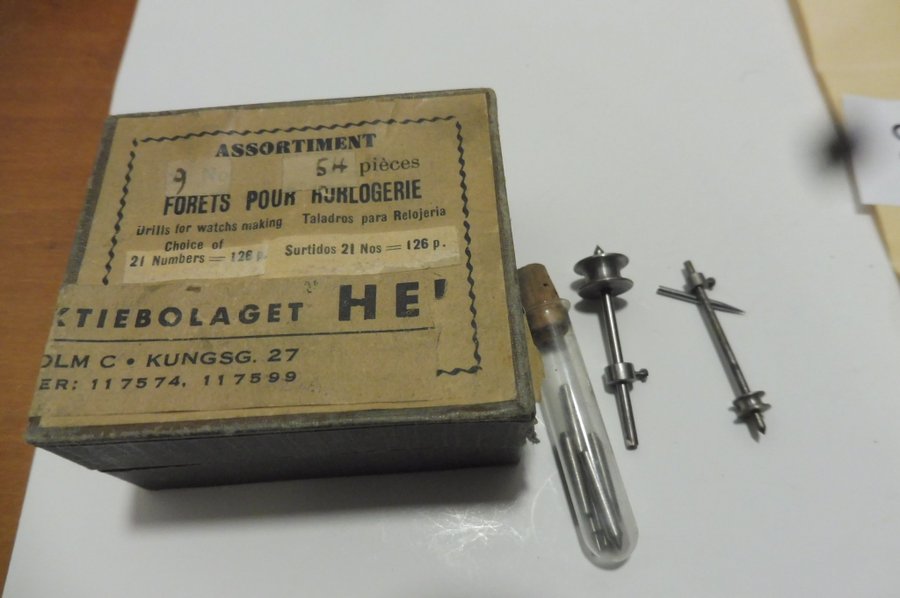 ASSORTIMENT
9 No 54 pièces
FORETS POUR HORLOGERIE
Drills for watchs making Taladros para Relojeria
Choice of
21 Numbers = 126 p. Surtidos 21 Nos = 126 p.
KTIEBOLAGET HE
OLM C • KUNGSG. 27
ER: 117574, 117599